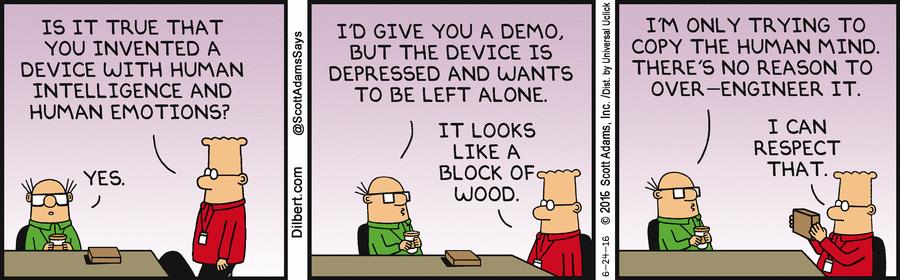 IS IT TRUE THAT
YOU INVENTED A
DEVICE WITH HUMAN
INTELLIGENCE AND
HUMAN EMOTIONS?
YES.
Dilbert.com @ScottAdamsSays
I'D GIVE YOU A DEMO,
BUT THE DEVICE IS
DEPRESSED AND WANTS
TO BE LEFT ALONE.
IT LOOKS
LIKE A
BLOCK OF
WOOD.
6-24-16 © 2016 Scott Adams, Inc. /Dist. by Universal Uclick
I'M ONLY TRYING TO
COPY THE HUMAN MIND.
THERE'S NO REASON TO
OVER-ENGINEER IT.
I CAN
RESPECT
THAT.